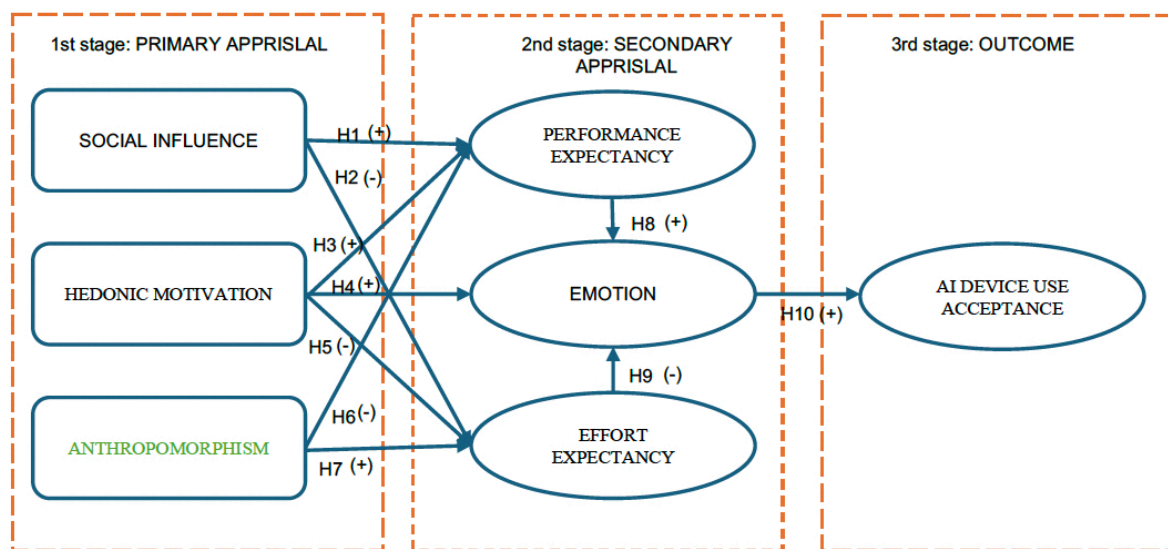 1st stage: PRIMARY APPRISLAL
2nd stage: SECONDARY
APPRISLAL
3rd stage: OUTCOME
SOCIAL INFLUENCE
HEDONIC MOTIVATION
ANTHROPOMORPHISM
H1 (+)
H2 (-)
H3 (+)
H4 (+)
H5 (-)
H6 (-)
H7 (+)
PERFORMANCE
EXPECTANCY
H8 (+)
EMOTION
H9 (-)
EFFORT
EXPECTANCY
H10 (+)
AI DEVICE USE
ACCEPTANCE